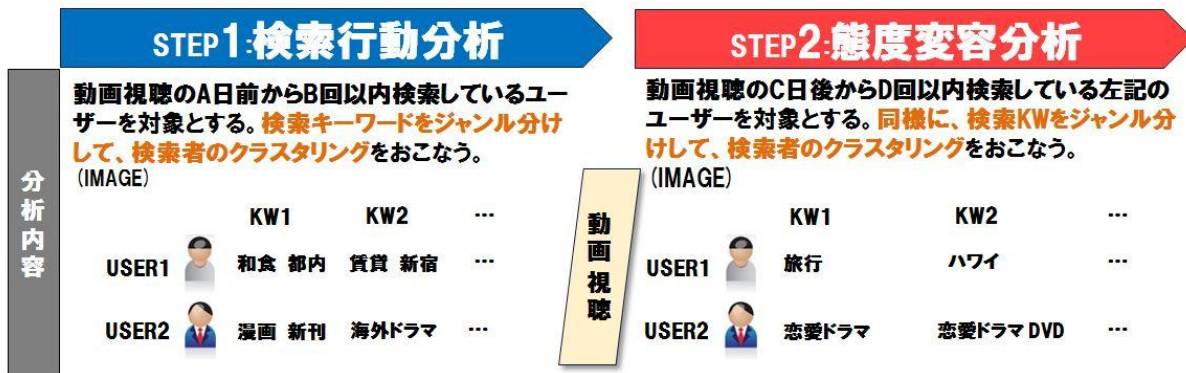 STEP1:検索行動分析
STEP2:態度変容分析
分析内容
動画視聴のA日前からB回以内検索しているユー
ザーを対象とする。検索キーワードをジャンル分け
して、検索者のクラスタリングをおこなう。
(IMAGE)
KW1 KW2 …
USER1 和食 都内 賃貸 新宿 …
USER2 漫画 新刊 海外ドラマ …
動画視聴
動画視聴のC日後からD回以内検索している左記の
ユーザーを対象とする。同様に、検索KWをジャンル分
けして、検索者のクラスタリングをおこなう。
(IMAGE)
KW1 KW2 …
USER1 旅行 ハワイ …
USER2 恋愛ドラマ 恋愛ドラマ DVD …